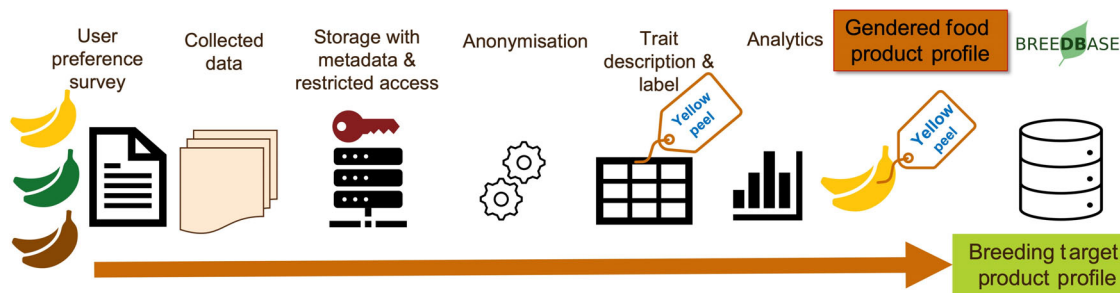 User
preference
survey
Collected
data
Storage with
metadata &
restricted access
Anonymisation
Trait
description &
label
Yellow
peel
Analytics
Gendered food
product profile
Yellow
peel
BREEDBASE
Breeding target
product profile